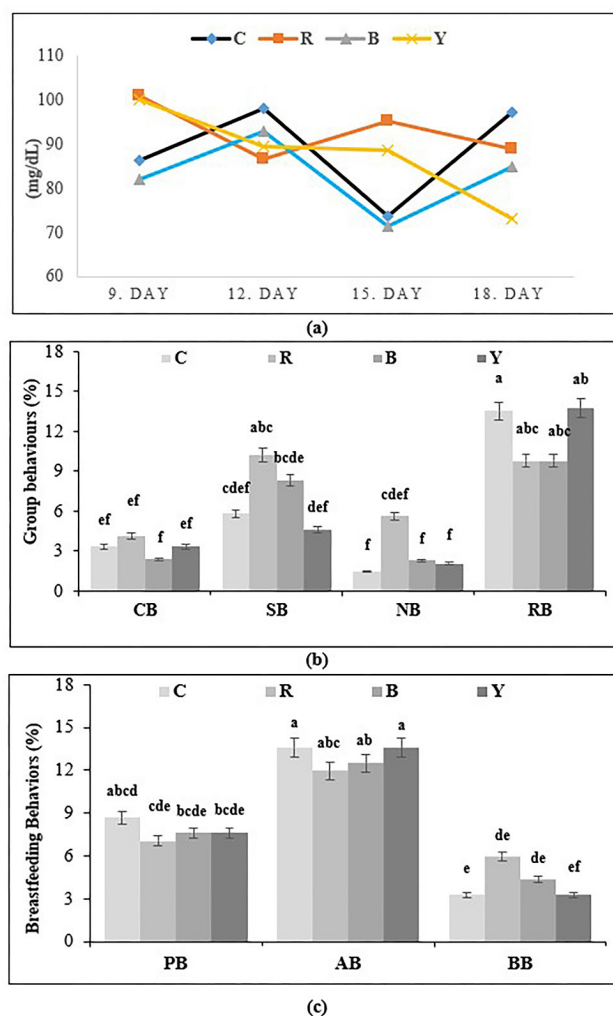 C R B Y
110
100
90
80
70
60
(mg/dL)
9. DAY 12. DAY 15. DAY 18. DAY
(a)
C R B Y
18
15
12
9
6
3
0
Group behaviours (%)
ef ef f ef
cdef abc bcde def
f cdef f f
a abc abc ab
CB SB NB RB
(b)
C R B Y
18
15
12
9
6
3
0
Breastfeeding Behaviors (%)
abcd cde bcde bcde
a abc ab a
e de de ef
PB AB BB
(c)